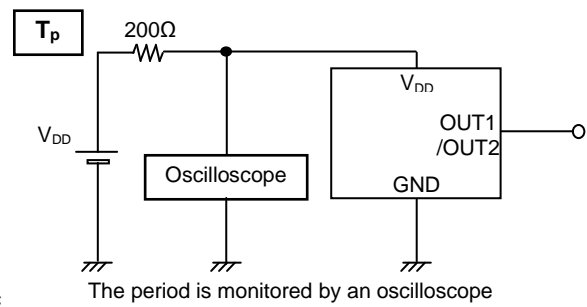 Tp
200Ω
VDD
VDD
OUT1
/OUT2
Oscilloscope
GND
The period is monitored by an oscilloscope